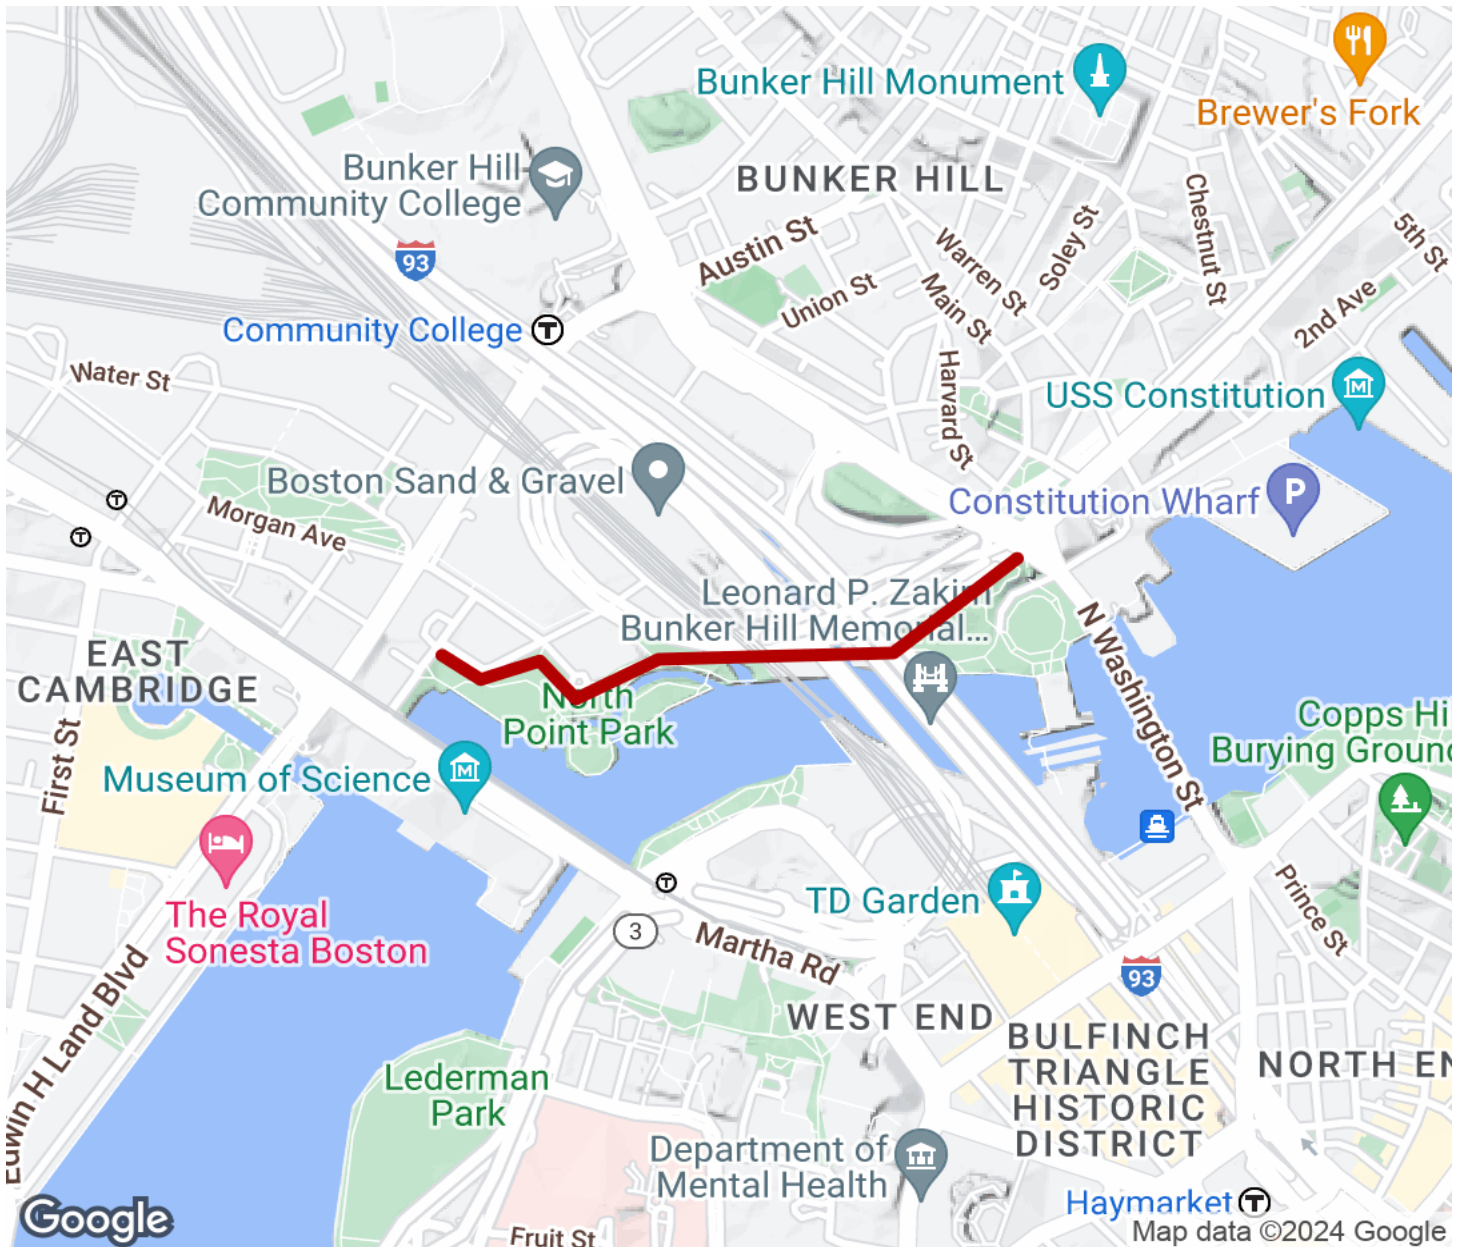 Bunker Hill Monument
Brewer's Fork
Bunker Hill
Community College
BUNKER HILL
Chestnut St
5th St
Austin St
Soley St
Warren St
93
Union St
Main St
2nd Ave
Community College T
Water St
Harvard St
USS Constitution
M
Boston Sand & Gravel
Constitution Wharf P
T
Morgan Ave
T
Leonard P. Zakim
Bunker Hill Memorial...
N Washington St
EAST
CAMBRIDGE
North
Point Park
Copps Hi
Burying Ground
First St
Museum of Science
M
The Royal
Sonesta Boston
T
TD Garden
Prince St
3
Martha Rd
93
Edwin H Land Blvd
WEST END
BULFINCH
TRIANGLE
HISTORIC
DISTRICT
NORTH EN
Lederman
Park
Department of
Mental Health
Haymarket T
Google
Fruit St
Map data ©2024 Google